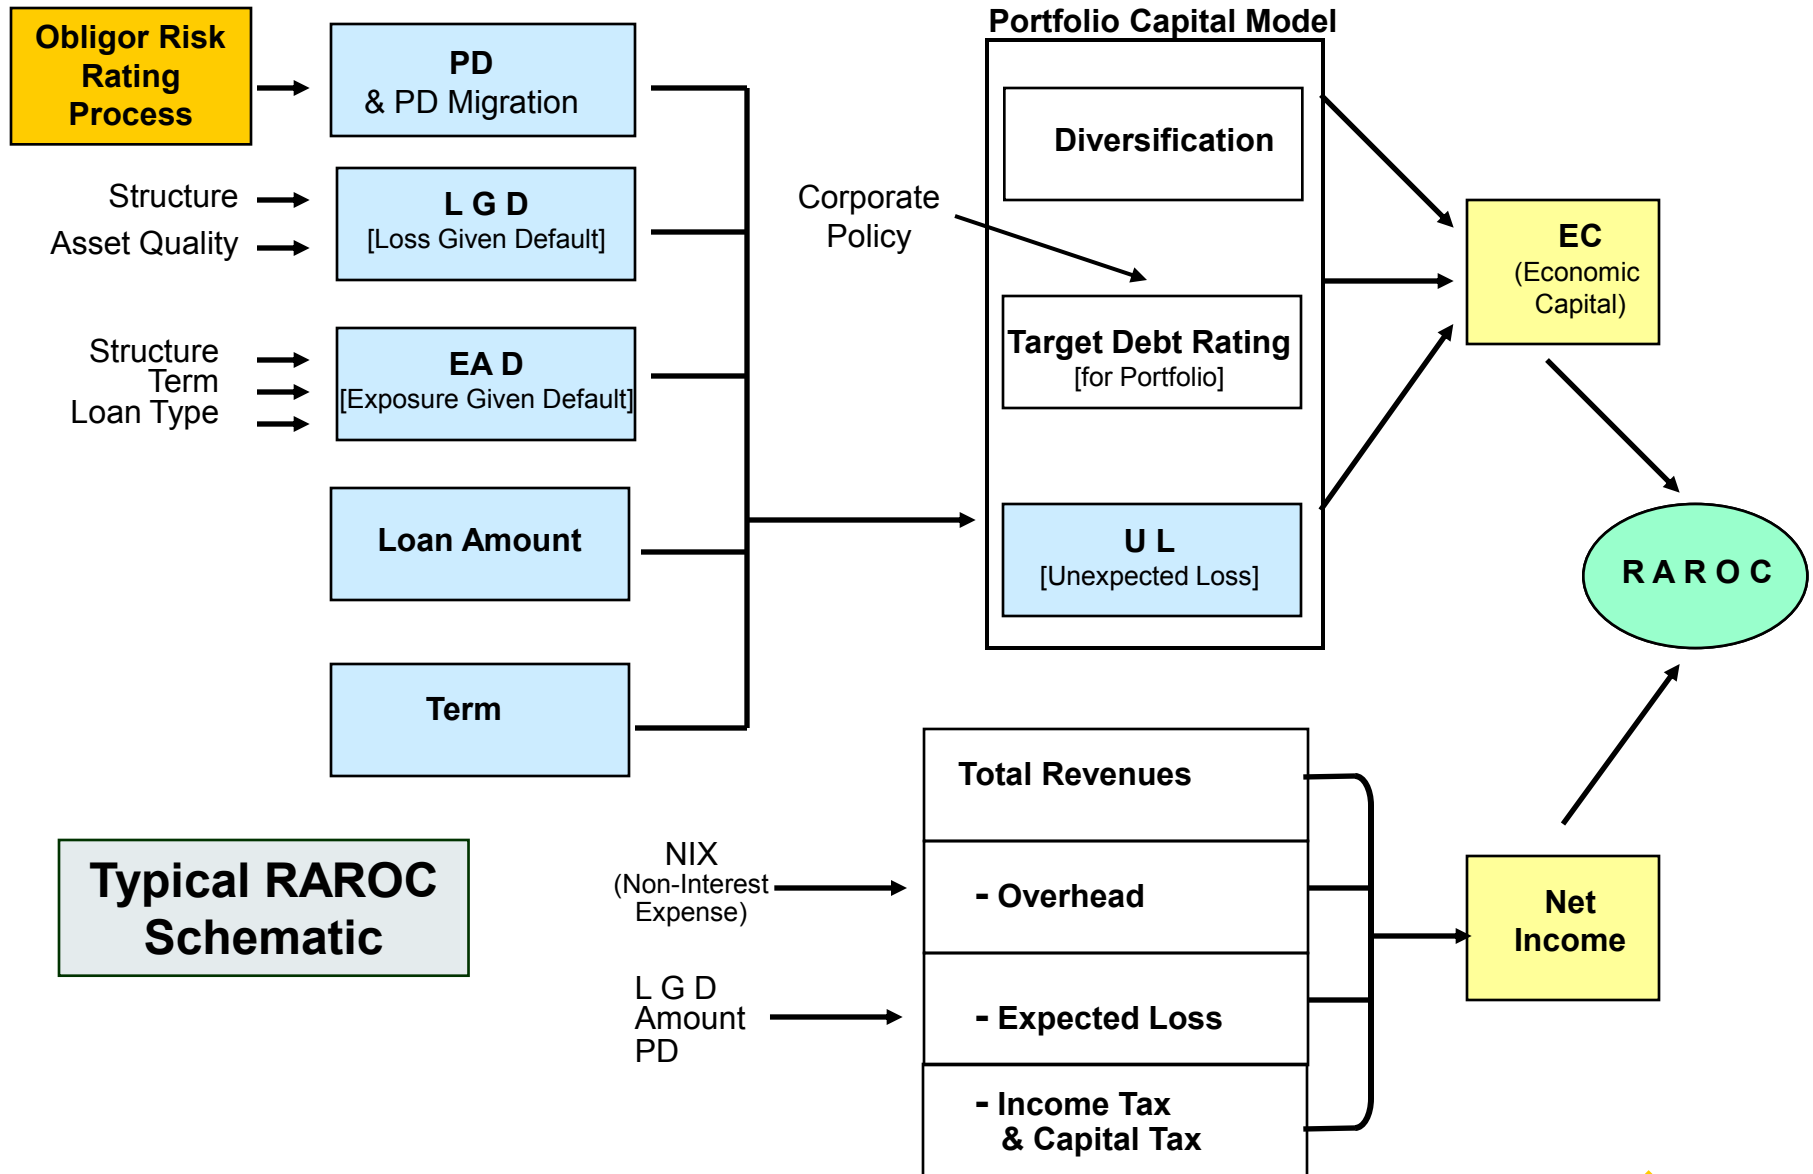 Obligor Risk
Rating
Process
PD
& PD Migration
Structure
Asset Quality
L G D
[Loss Given Default]
Structure
Term
Loan Type
EA D
[Exposure Given Default]
Loan Amount
Term
Portfolio Capital Model
Diversification
Corporate
Policy
Target Debt Rating
[for Portfolio]
U L
[Unexpected Loss]
EC
(Economic
Capital)
R A R O C
Typical RAROC
Schematic
NIX
(Non-Interest
Expense)
L G D
Amount
PD
Total Revenues
- Overhead
- Expected Loss
- Income Tax
& Capital Tax
Net
Income